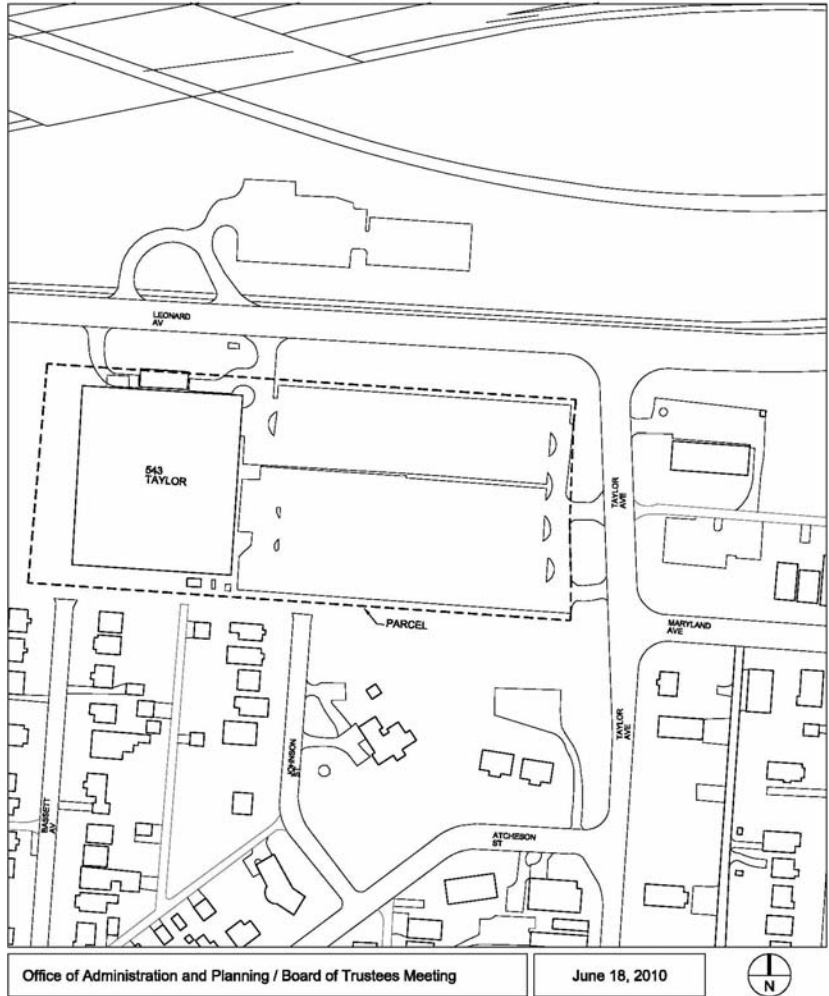 LEONARD
AV
543
TAYLOR
TAYLOR
AVE
PARCEL
MARYLAND
AVE
JOHNSON
ST.
TAYLOR
AVE
BASSETT
AV
ATCHESON
ST
Office of Administration and Planning / Board of Trustees Meeting
June 18, 2010
N